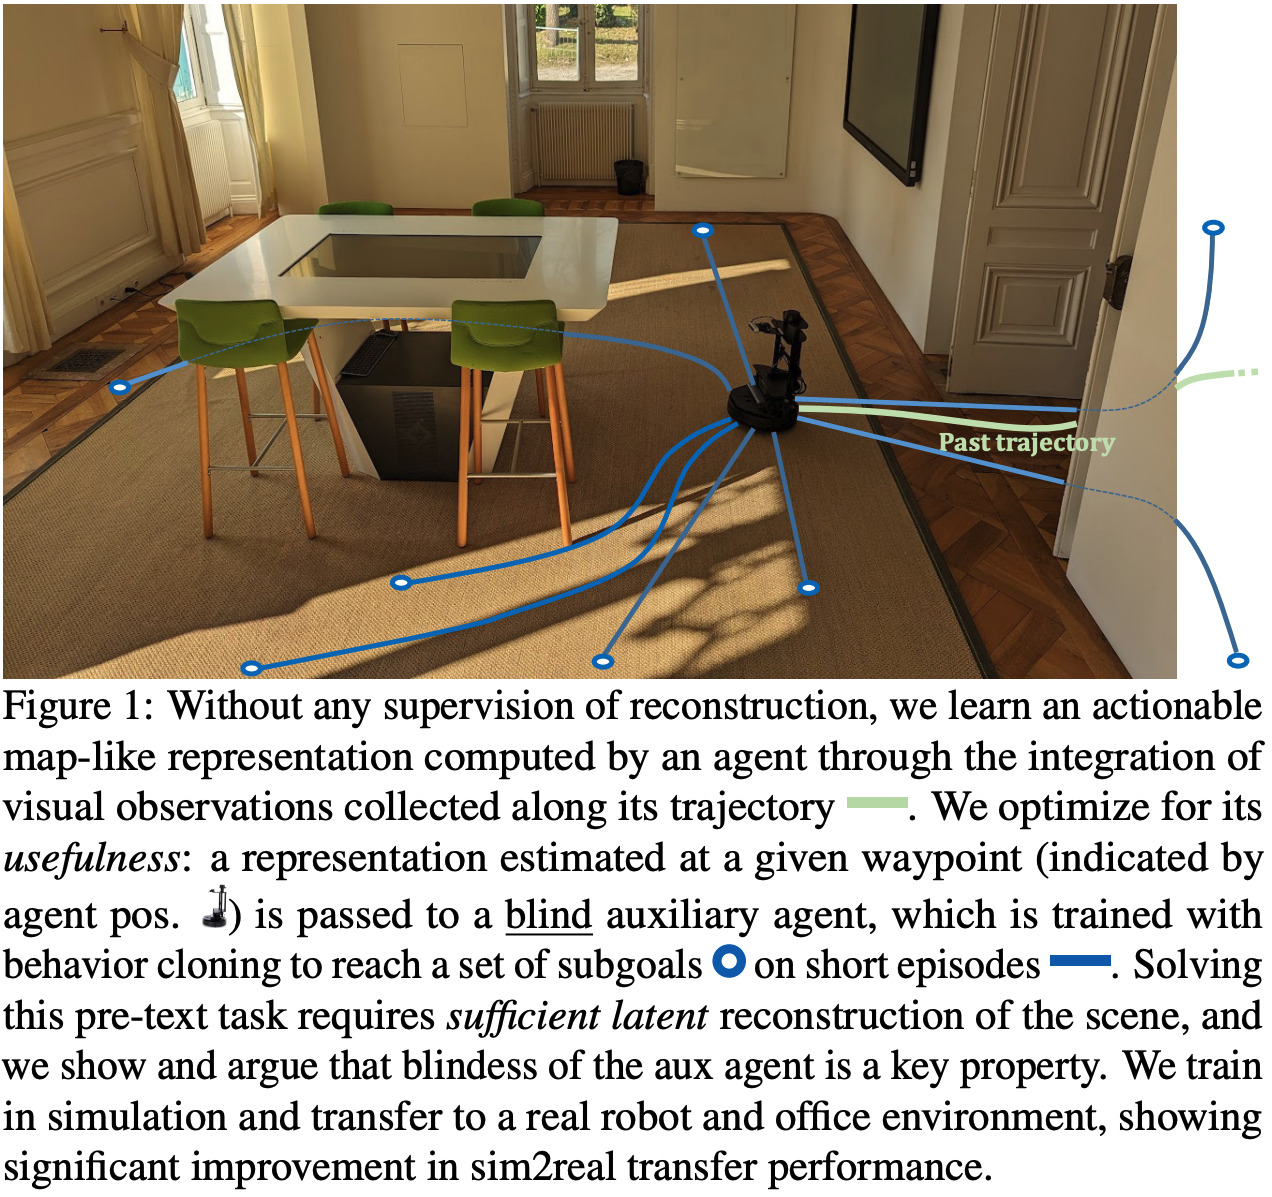 Past trajectory
Figure 1: Without any supervision of reconstruction, we learn an actionable
map-like representation computed by an agent through the integration of
visual observations collected along its trajectory . We optimize for its
usefulness: a representation estimated at a given waypoint (indicated by
agent pos. ) is passed to a blind auxiliary agent, which is trained with
behavior cloning to reach a set of subgoals on short episodes . Solving
this pre-text task requires sufficient latent reconstruction of the scene, and
we show and argue that blindess of the aux agent is a key property. We train
in simulation and transfer to a real robot and office environment, showing
significant improvement in sim2real transfer performance.